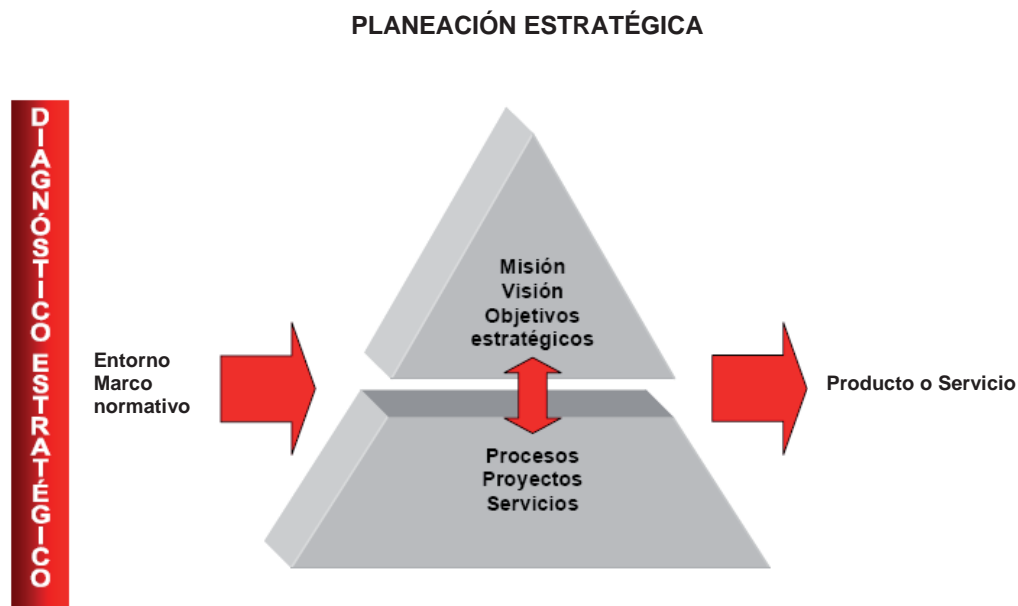 PLANEACIÓN ESTRATÉGICA
DIAGNÓSTICO ESTRATÉGICO
Misión
Visión
Objetivos
estratégicos
Entorno
Marco
normativo
Producto o Servicio
Procesos
Proyectos
Servicios